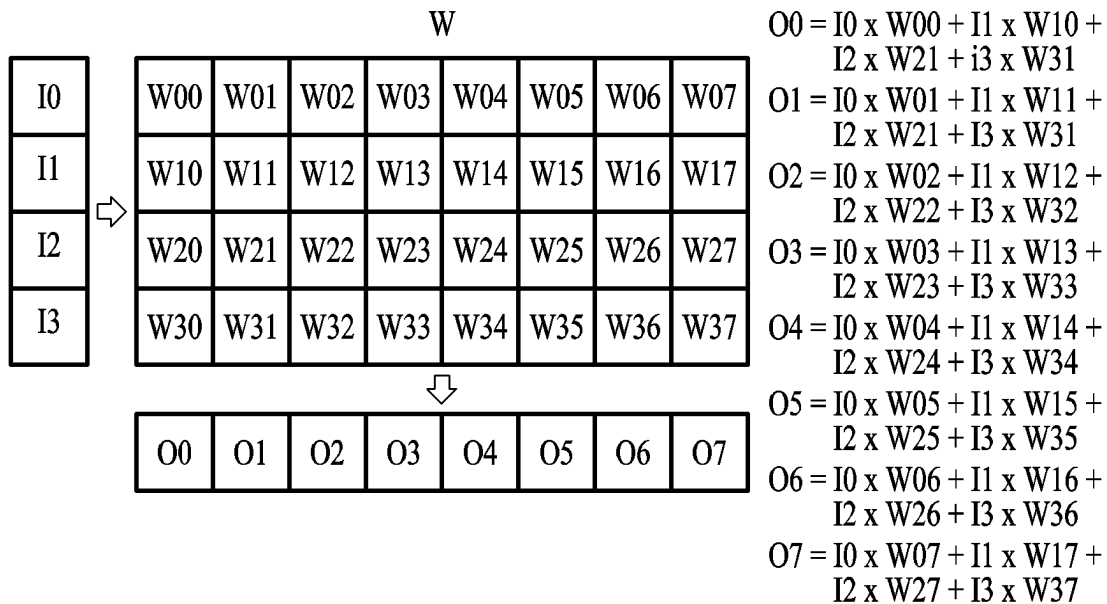 W
I0
I1
I2
I3
W00 W01 W02 W03 W04 W05 W06 W07
W10 W11 W12 W13 W14 W15 W16 W17
W20 W21 W22 W23 W24 W25 W26 W27
W30 W31 W32 W33 W34 W35 W36 W37
O0 O1 O2 O3 O4 O5 O6 O7
O0 = I0 x W00 + I1 x W10 +
I2 x W21 + i3 x W31
O1 = I0 x W01 + I1 x W11 +
I2 x W21 + I3 x W31
O2 = I0 x W02 + I1 x W12 +
I2 x W22 + I3 x W32
O3 = I0 x W03 + I1 x W13 +
I2 x W23 + I3 x W33
O4 = I0 x W04 + I1 x W14 +
I2 x W24 + I3 x W34
O5 = I0 x W05 + I1 x W15 +
I2 x W25 + I3 x W35
O6 = I0 x W06 + I1 x W16 +
I2 x W26 + I3 x W36
O7 = I0 x W07 + I1 x W17 +
I2 x W27 + I3 x W37